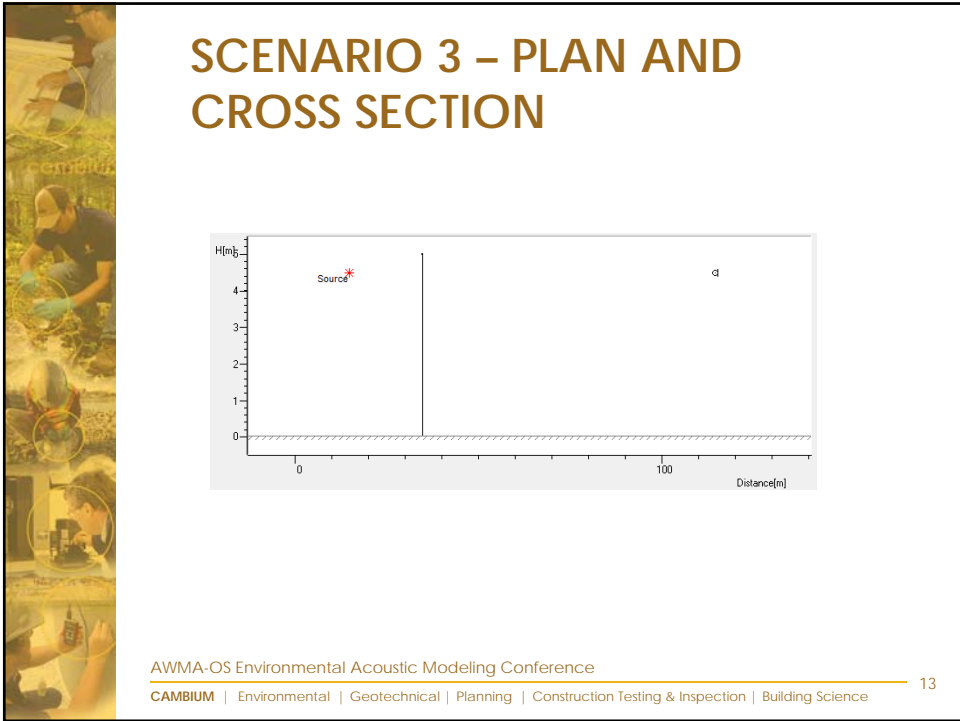 SCENARIO 3 – PLAN AND
CROSS SECTION
H[m]
5
Source
4
3
2
1
0
0
100
Distance[m]
AWMA-OS Environmental Acoustic Modeling Conference
CAMBIUM | Environmental | Geotechnical | Planning | Construction Testing & Inspection | Building Science
13